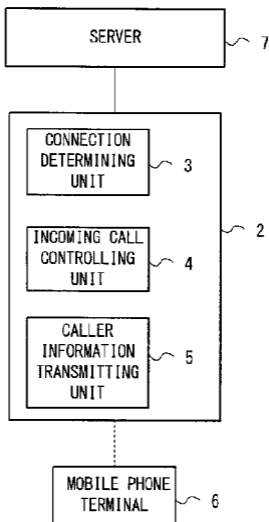 SERVER
7
CONNECTION
DETERMINING
UNIT
3
2
INCOMING CALL
CONTROLLING
UNIT
4
CALLER
INFORMATION
TRANSMITTING
UNIT
5
MOBILE PHONE
TERMINAL
6